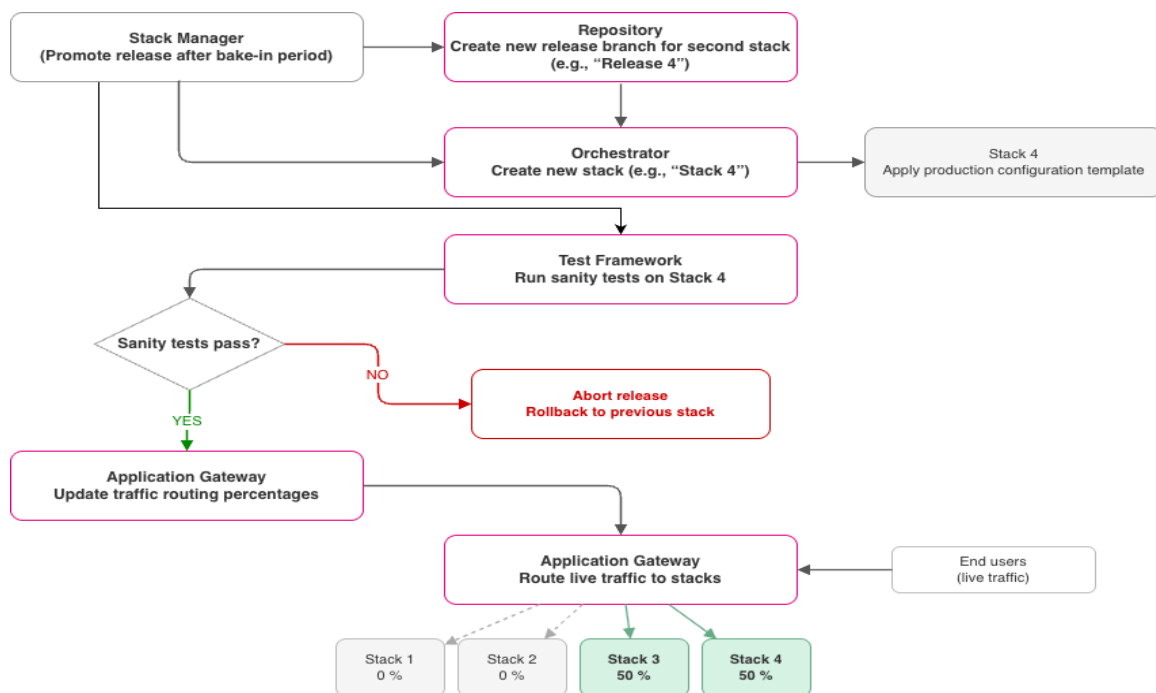 Stack Manager
(Promote release after bake-in period)
Repository
Create new release branch for second stack
(e.g., “Release 4”)
Orchestrator
Create new stack (e.g., “Stack 4”)
Stack 4
Apply production configuration template
Test Framework
Run sanity tests on Stack 4
Sanity tests pass?
NO
Abort release
Rollback to previous stack
YES
Application Gateway
Update traffic routing percentages
Application Gateway
Route live traffic to stacks
End users
(live traffic)
Stack 1
0 %
Stack 2
0 %
Stack 3
50 %
Stack 4
50 %